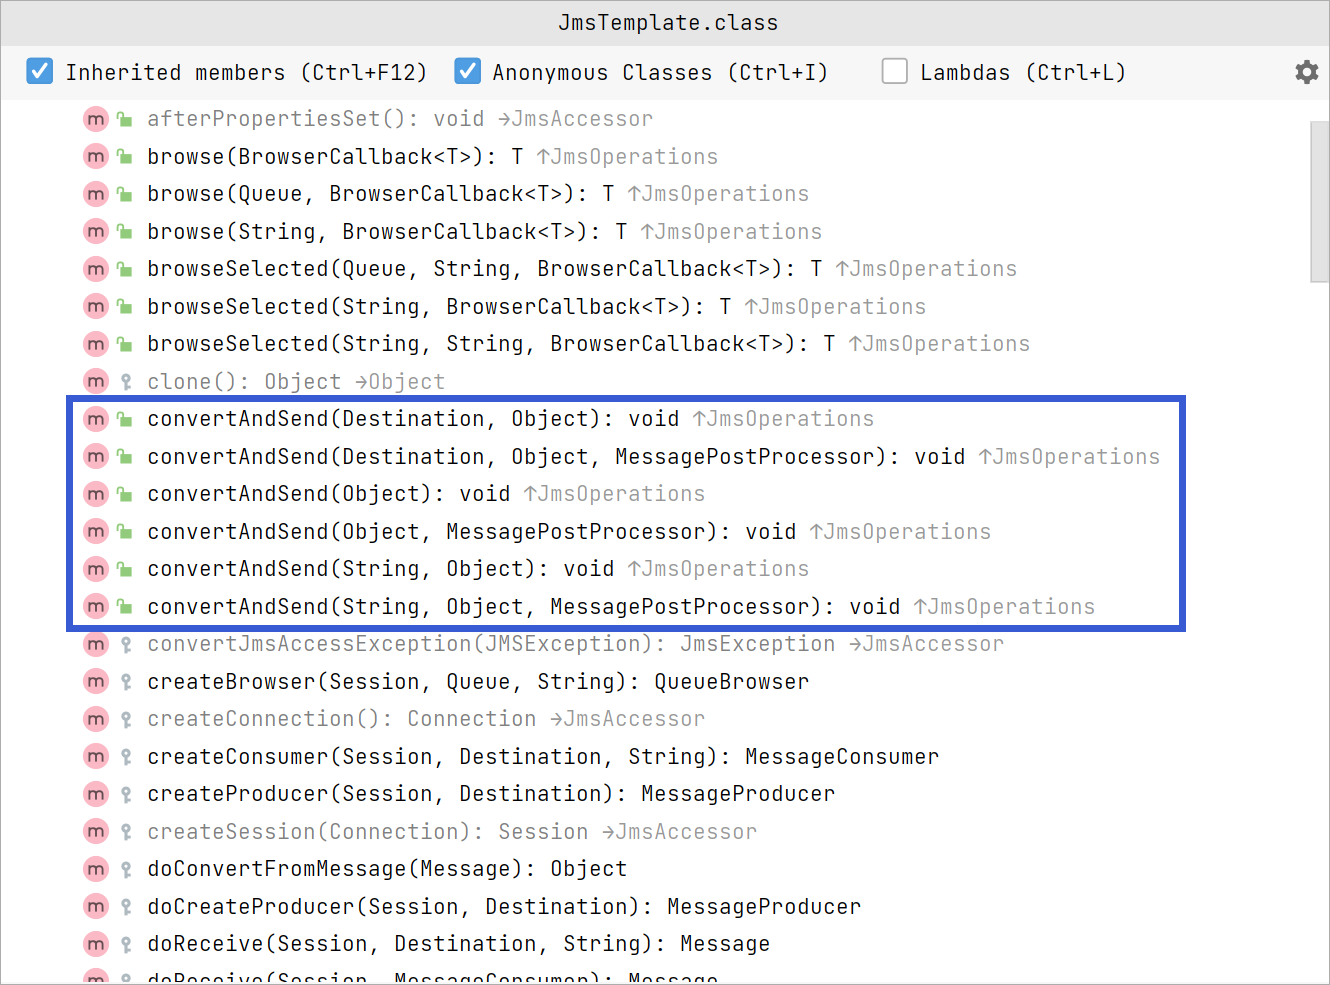 JmsTemplate.class
Inherited members (Ctrl+F12) Anonymous Classes (Ctrl+I) Lambdas (Ctrl+L)
m afterPropertiesSet(): void →JmsAccessor
m browse(BrowserCallback<T>): T ↑JmsOperations
m browse(Queue, BrowserCallback<T>): T ↑JmsOperations
m browse(String, BrowserCallback<T>): T ↑JmsOperations
m browseSelected(Queue, String, BrowserCallback<T>): T ↑JmsOperations
m browseSelected(String, BrowserCallback<T>): T ↑JmsOperations
m browseSelected(String, String, BrowserCallback<T>): T ↑JmsOperations
m clone(): Object →Object
m convertAndSend(Destination, Object): void ↑JmsOperations
m convertAndSend(Destination, Object, MessagePostProcessor): void ↑JmsOperations
m convertAndSend(Object): void ↑JmsOperations
m convertAndSend(Object, MessagePostProcessor): void ↑JmsOperations
m convertAndSend(String, Object): void ↑JmsOperations
m convertAndSend(String, Object, MessagePostProcessor): void ↑JmsOperations
m convertJmsAccessException(JMSException): JmsException →JmsAccessor
m createBrowser(Session, Queue, String): QueueBrowser
m createConnection(): Connection →JmsAccessor
m createConsumer(Session, Destination, String): MessageConsumer
m createProducer(Session, Destination): MessageProducer
m createSession(Connection): Session →JmsAccessor
m doConvertFromMessage(Message): Object
m doCreateProducer(Session, Destination): MessageProducer
m doReceive(Session, Destination, String): Message
m doReceive(Session, MessageConsumer): Message